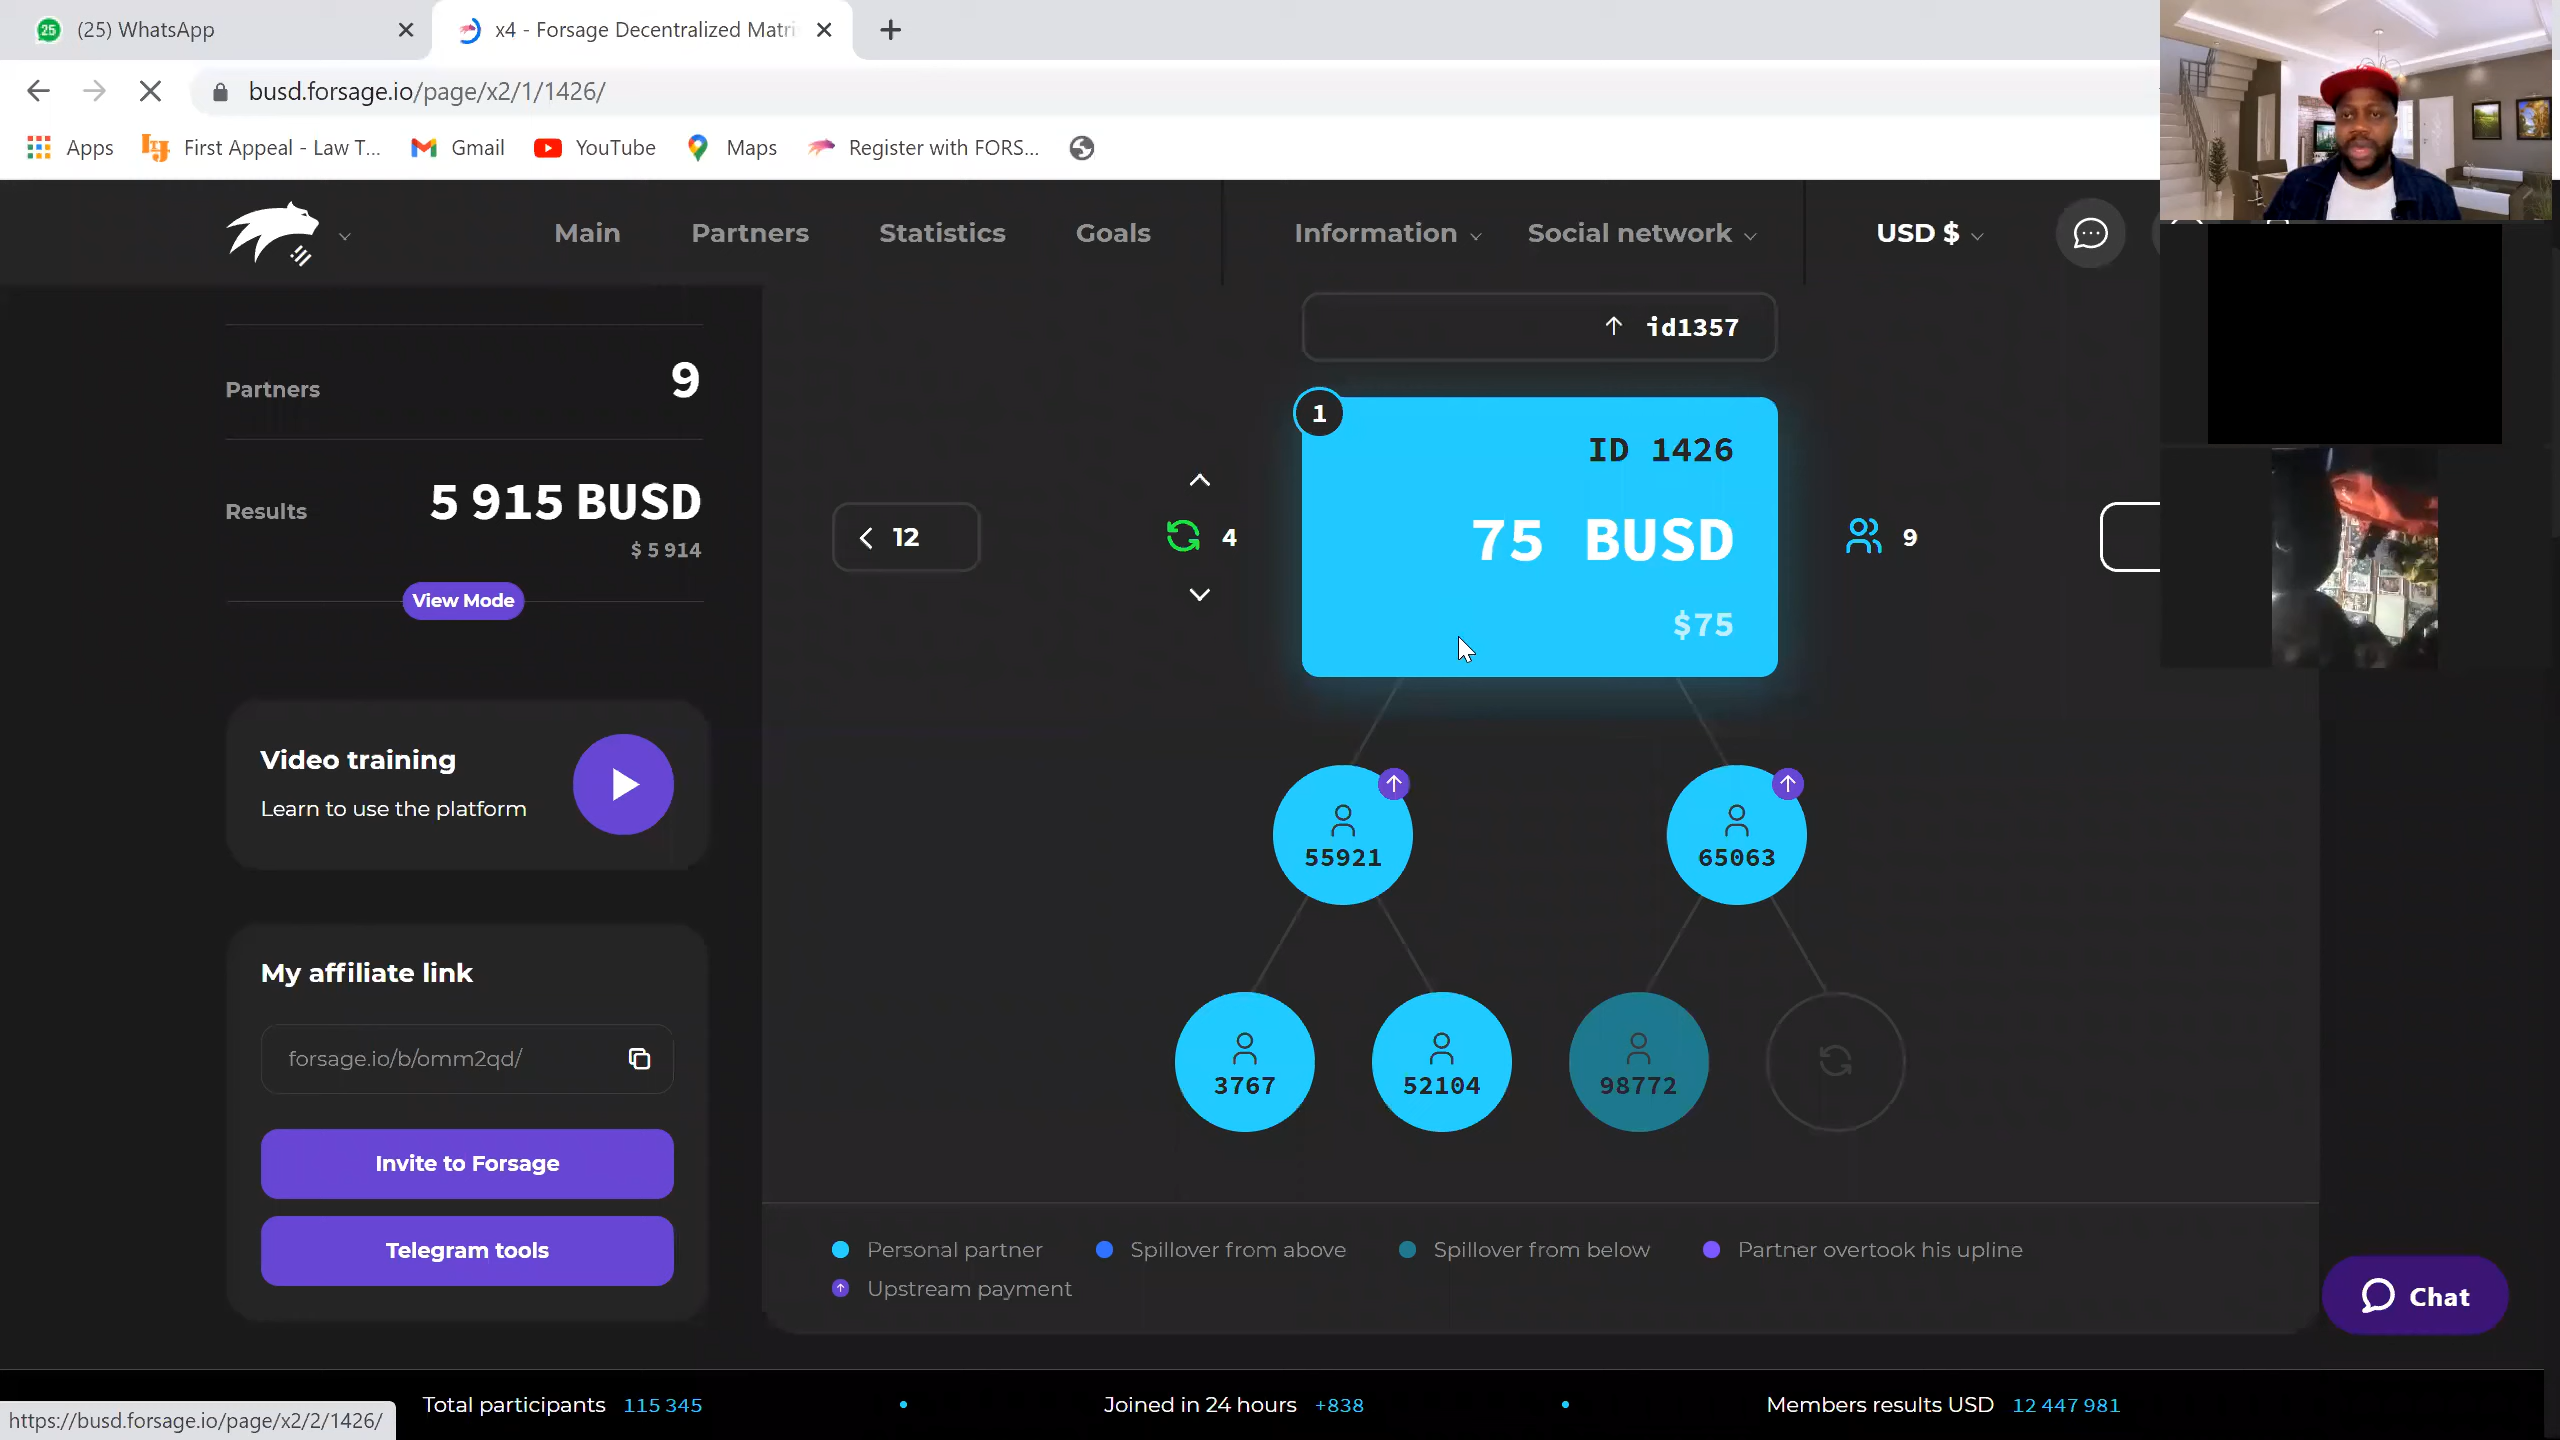 25 (25) WhatsApp
x4 - Forsage Decentralized Matri
busd.forsage.io/page/x2/1/1426/
Apps
First Appeal - Law T...
Gmail
YouTube
Maps
Register with FORS...
Main
Partners
Statistics
Goals
Information
Social network
USD $
Partners
9
Results
5 915 BUSD
$ 5 914
View Mode
Video training
Learn to use the platform
My affiliate link
forsage.io/b/omm2qd/
Invite to Forsage
Telegram tools
id1357
1
ID 1426
75 BUSD
$75
12
4
9
55921
65063
3767
52104
98772
Personal partner
Spillover from above
Spillover from below
Partner overtook his upline
Upstream payment
Chat
Total participants 115 345
Joined in 24 hours +838
Members results USD 12 447 981
https://busd.forsage.io/page/x2/2/1426/